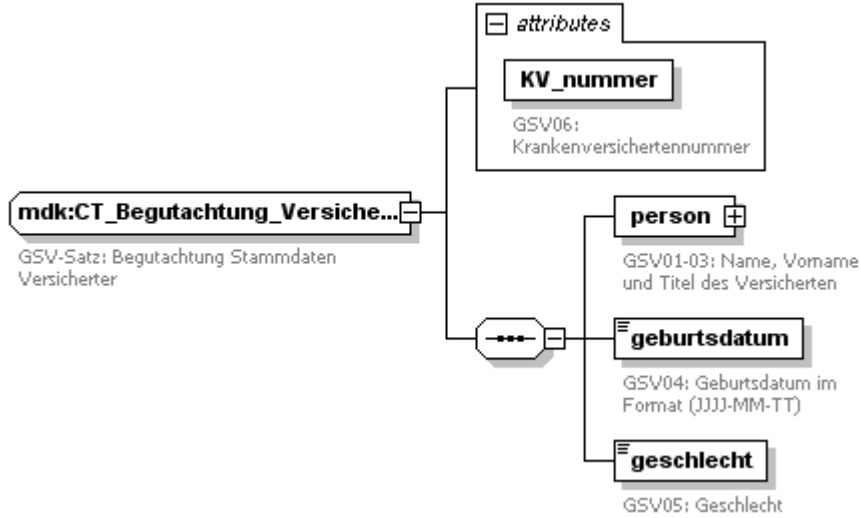 attributes
KV_nummer
GSV06:
Krankenversichertennummer
mdk:CT_Begutachtung_Versiche...
GSV-Satz: Begutachtung Stammdaten
Versicherter
person
GSV01-03: Name, Vorname
und Titel des Versicherten
geburtsdatum
GSV04: Geburtsdatum im
Format (JJJJ-MM-TT)
geschlecht
GSV05: Geschlecht